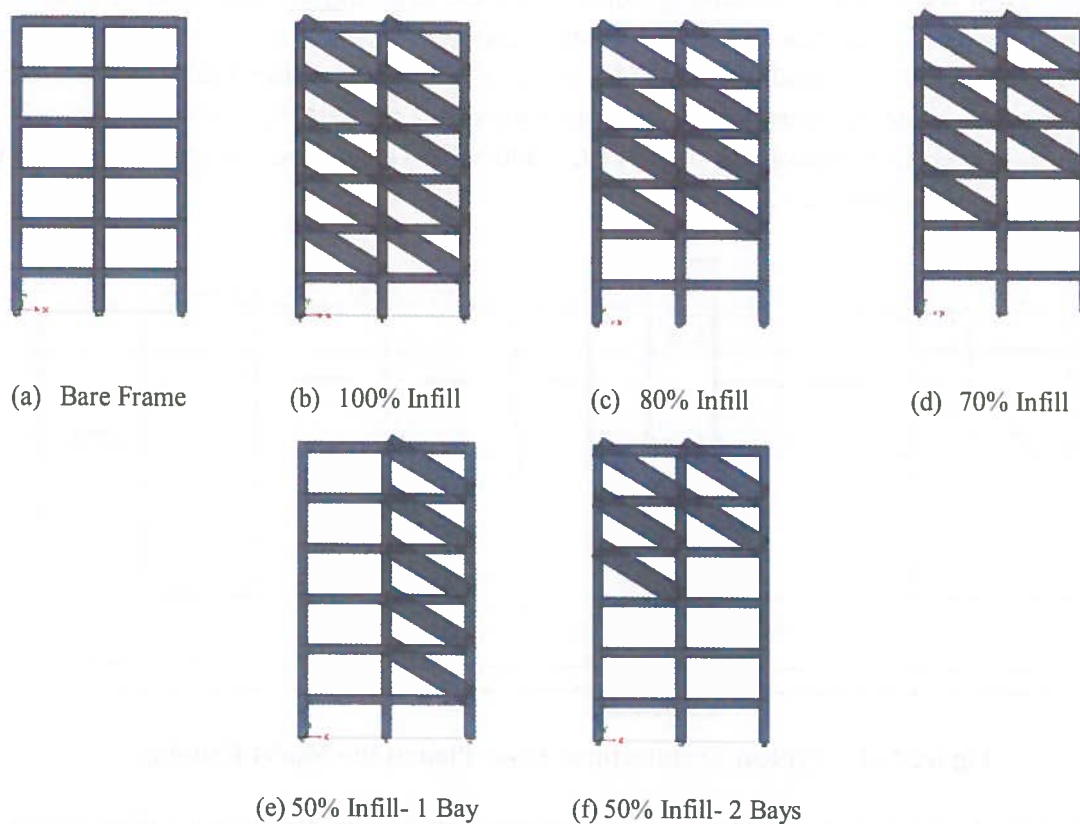 (a) Bare Frame
(b) 100% Infill
(c) 80% Infill
(d) 70% Infill
(e) 50% Infill- 1 Bay
(f) 50% Infill- 2 Bays